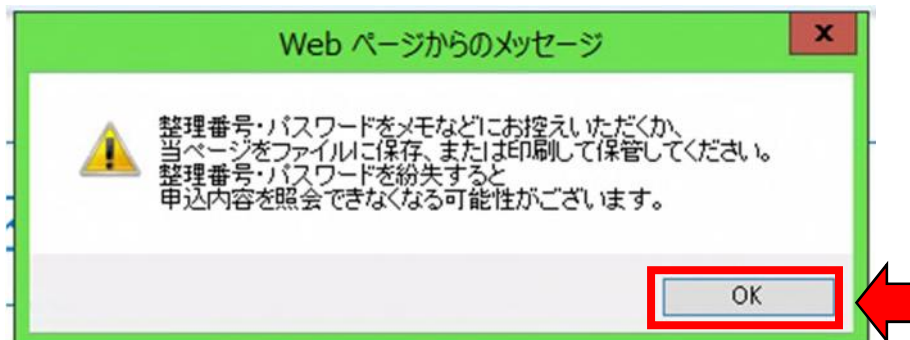 Web ページからのメッセージ
x
整理番号・パスワードをメモなどにお控えいただくか、
当ページをファイルに保存、または印刷して保管してください。
整理番号・パスワードを紛失すると
申込内容を照会できなくなる可能性がございます。
OK